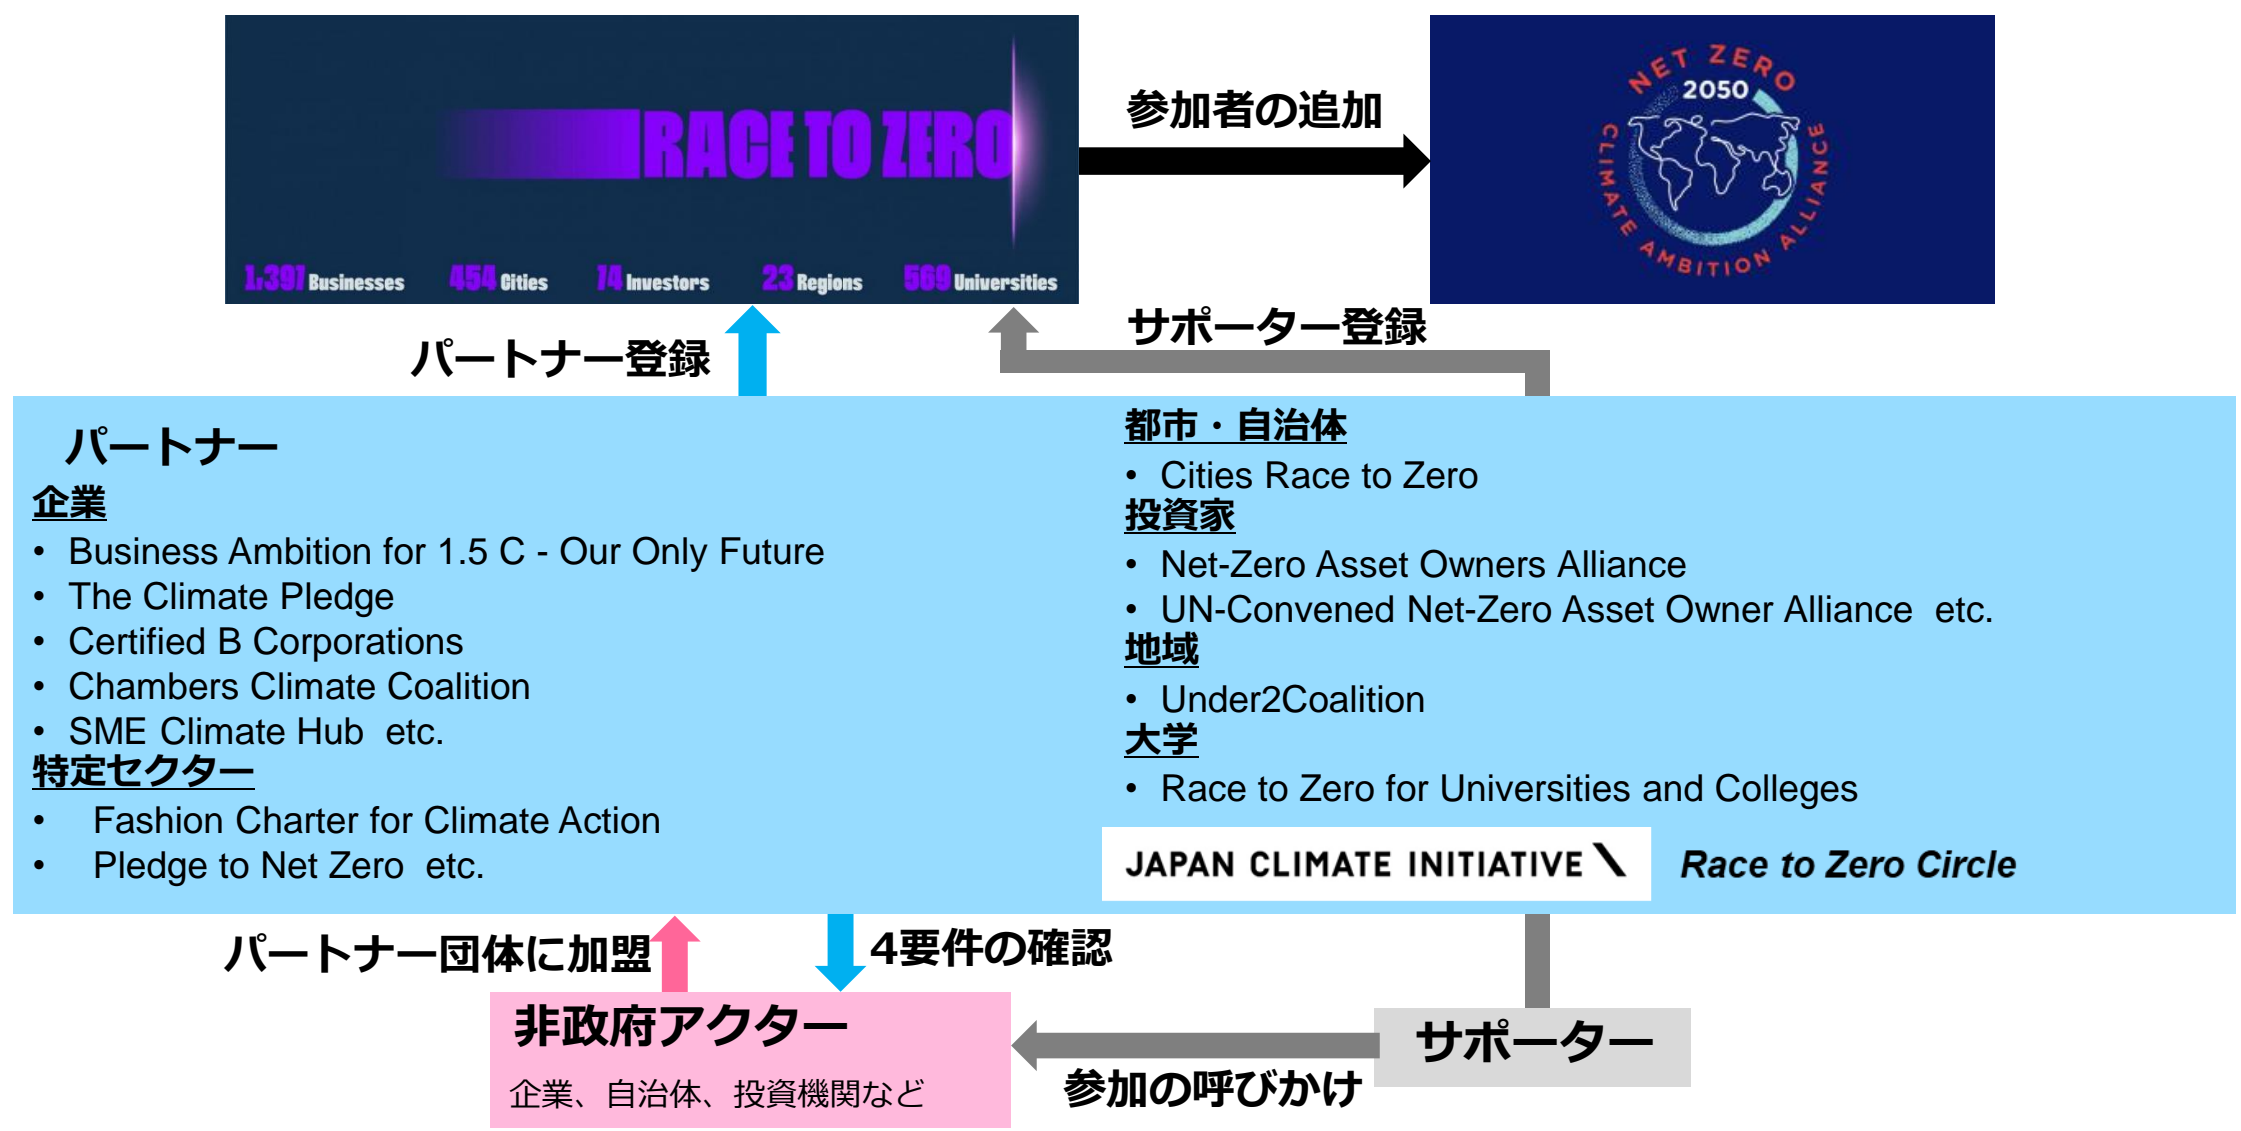 RACE TO ZERO
1,397 Businesses
454 Cities
74 Investors
23 Regions
569 Universities
参加者の追加
NET ZERO
2050
CLIMATE AMBITION ALLIANCE
パートナー登録
サポーター登録
パートナー
企業
• Business Ambition for 1.5 C - Our Only Future
• The Climate Pledge
• Certified B Corporations
• Chambers Climate Coalition
• SME Climate Hub etc.
特定セクター
• Fashion Charter for Climate Action
• Pledge to Net Zero etc.
都市・自治体
• Cities Race to Zero
投資家
• Net-Zero Asset Owners Alliance
• UN-Convened Net-Zero Asset Owner Alliance etc.
地域
• Under2Coalition
大学
• Race to Zero for Universities and Colleges
JAPAN CLIMATE INITIATIVE
Race to Zero Circle
パートナー団体に加盟
4要件の確認
非政府アクター
企業、自治体、投資機関など
サポーター
参加の呼びかけ